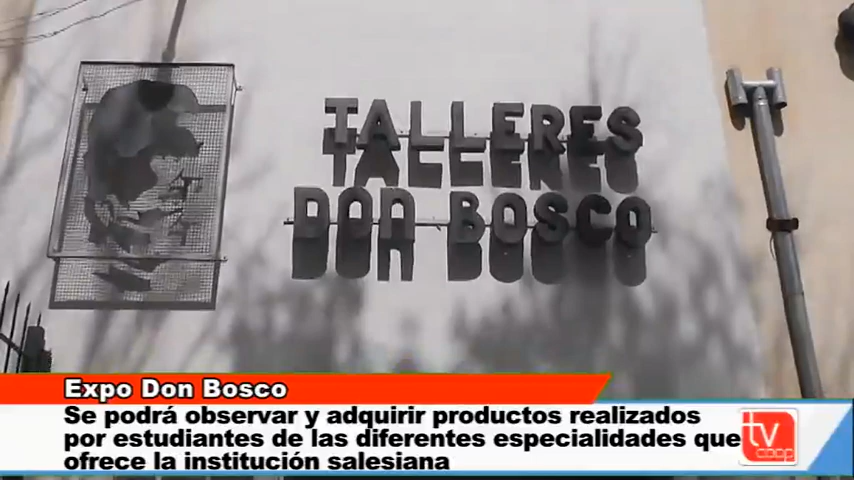 TALLERES
DON BOSCO
Expo Don Bosco
Se podrá observar y adquirir productos realizados
por estudiantes de las diferentes especialidades que
ofrece la institución salesiana
tv
coop